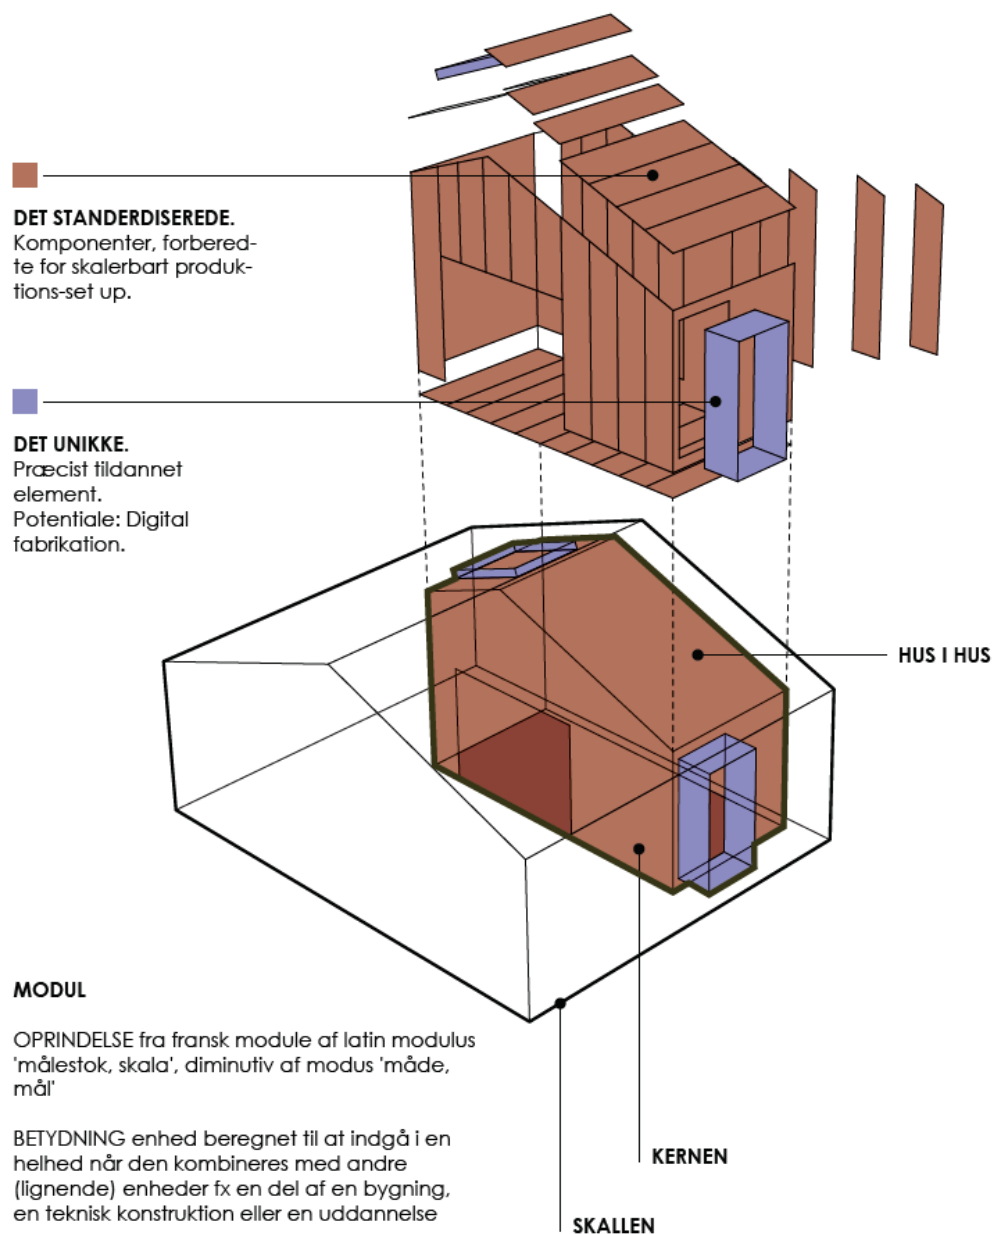 DET STANDERDISEREDE.
Komponenter, forbered-
te for skalerbart produk-
tions-set up.
DET UNIKKE.
Præcist tildannet
element.
Potentiale: Digital
fabrikation.
HUS I HUS
MODUL
OPRINDELSE fra fransk module af latin modulus
'målestok, skala', diminutiv af modus 'måde,
mål'
BETYDNING enhed beregnet til at indgå i en
helhed når den kombineres med andre
(lignende) enheder fx en del af en bygning,
en teknisk konstruktion eller en uddannelse
KERNEN
SKALLEN